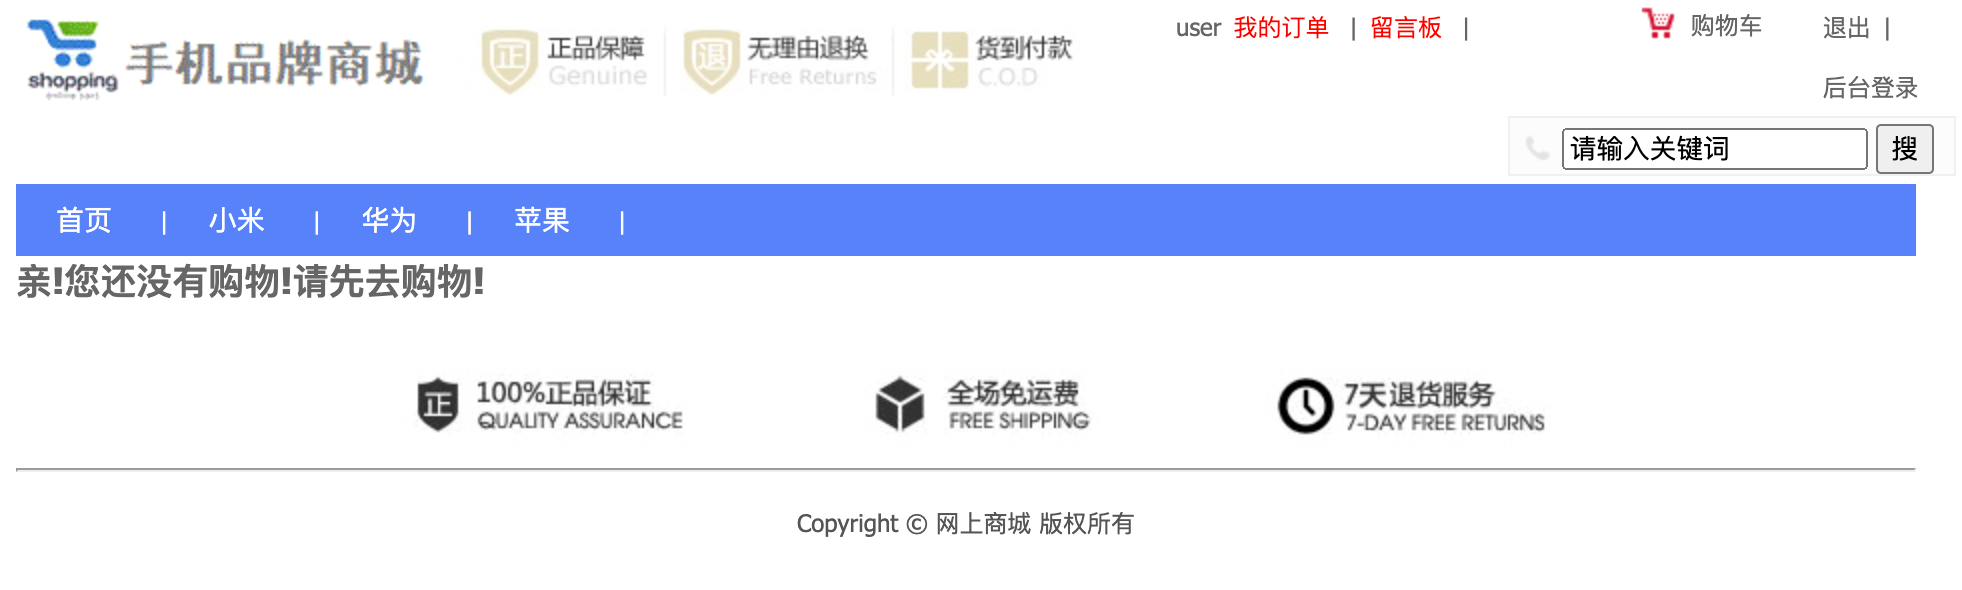 user 我的订单 | 留言板 | 购物车 退出 |
shopping 手机品牌商城 正 正品保障 退 无理由退换 货到付款
Genuine Free Returns C.O.D
后台登录
请输入关键词 搜
首页 | 小米 | 华为 | 苹果 |
亲!您还没有购物!请先去购物!
正 100%正品保证 全场免运费 7天退货服务
QUALITY ASSURANCE FREE SHIPPING 7-DAY FREE RETURNS
Copyright © 网上商城 版权所有